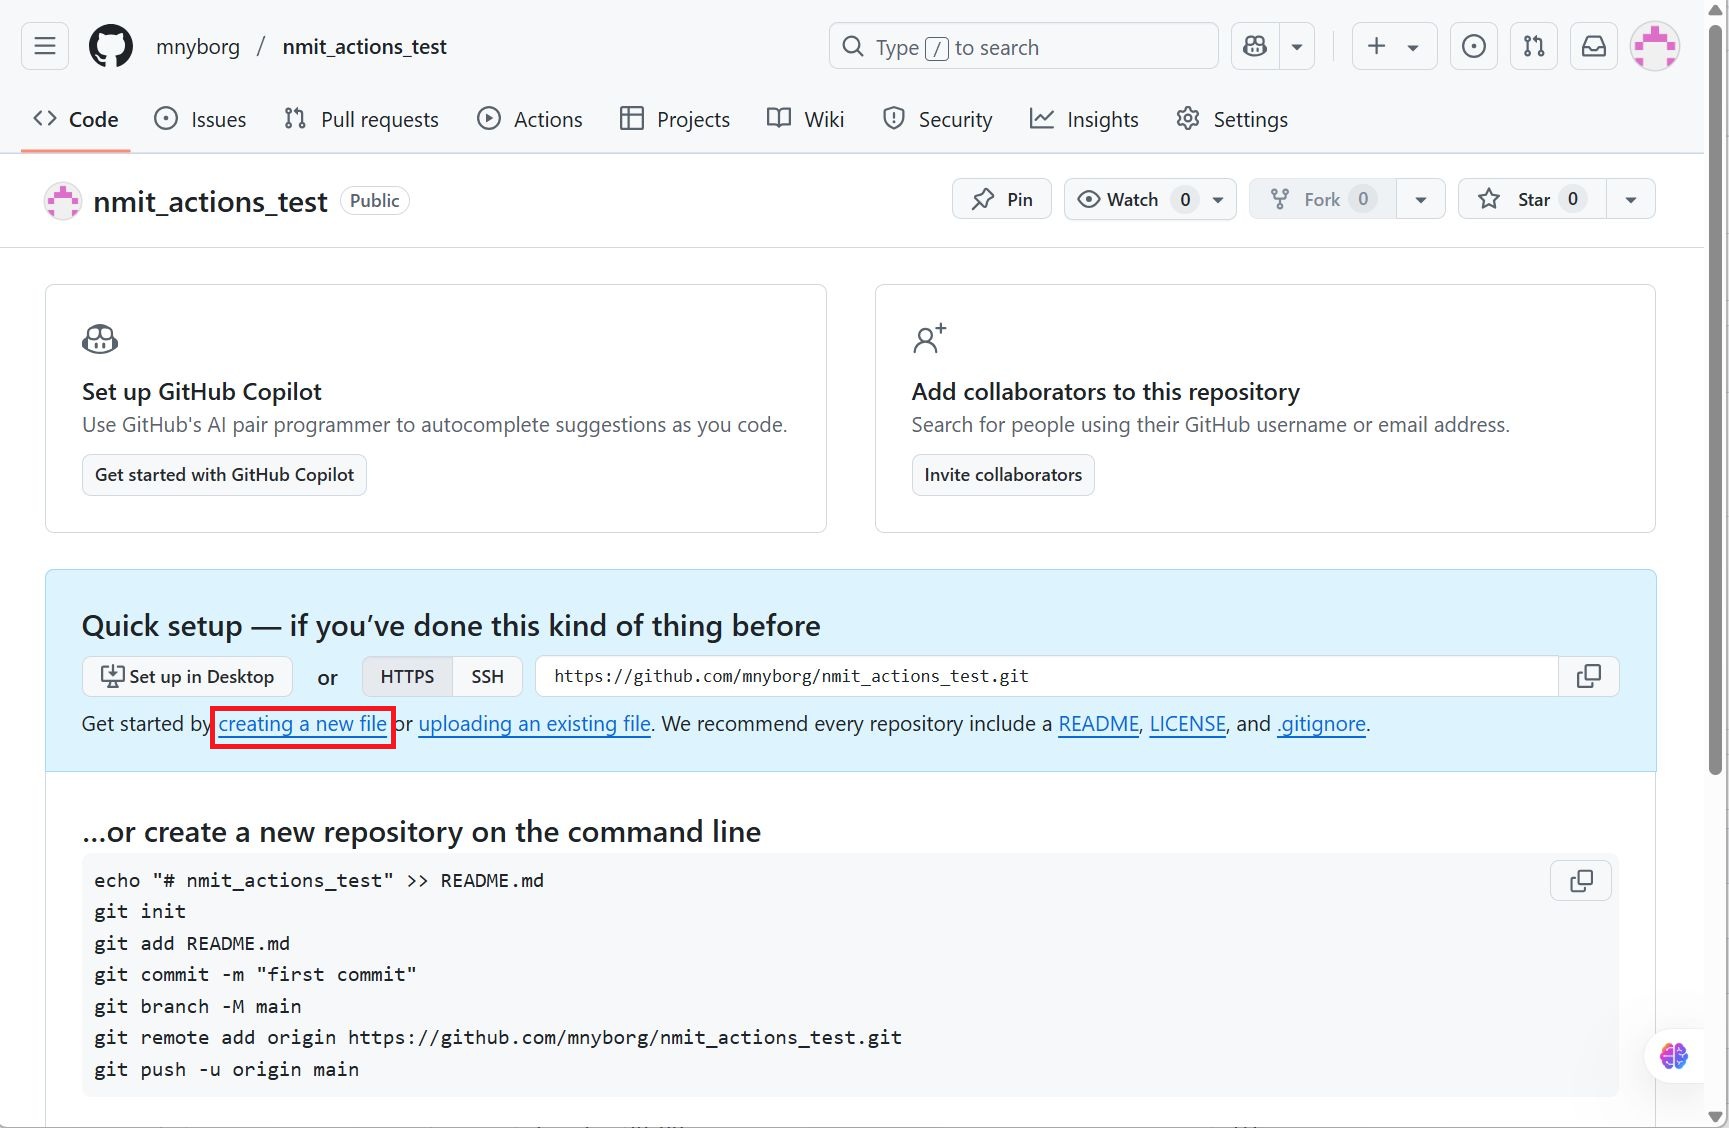 mnyborg / nmit_actions_test
Type / to search
Code Issues Pull requests Actions Projects Wiki Security Insights Settings
nmit_actions_test Public
Pin Watch 0 Fork 0 Star 0
Set up GitHub Copilot
Use GitHub's AI pair programmer to autocomplete suggestions as you code.
Get started with GitHub Copilot
Add collaborators to this repository
Search for people using their GitHub username or email address.
Invite collaborators
Quick setup — if you’ve done this kind of thing before
Set up in Desktop or HTTPS SSH https://github.com/mnyborg/nmit_actions_test.git
Get started by creating a new file or uploading an existing file. We recommend every repository include a README, LICENSE, and .gitignore.
…or create a new repository on the command line
echo "# nmit_actions_test" >> README.md
git init
git add README.md
git commit -m "first commit"
git branch -M main
git remote add origin https://github.com/mnyborg/nmit_actions_test.git
git push -u origin main